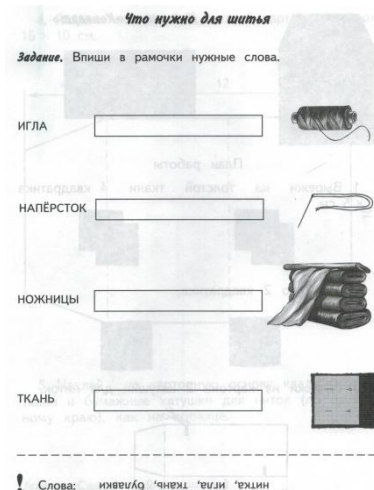 Что нужно для шитья
Задание. Впиши в рамочки нужные слова.
ИГЛА
НАПЁРСТОК
НОЖНИЦЫ
ТКАНЬ
! Слова: нитка, игла, ткань, булавки